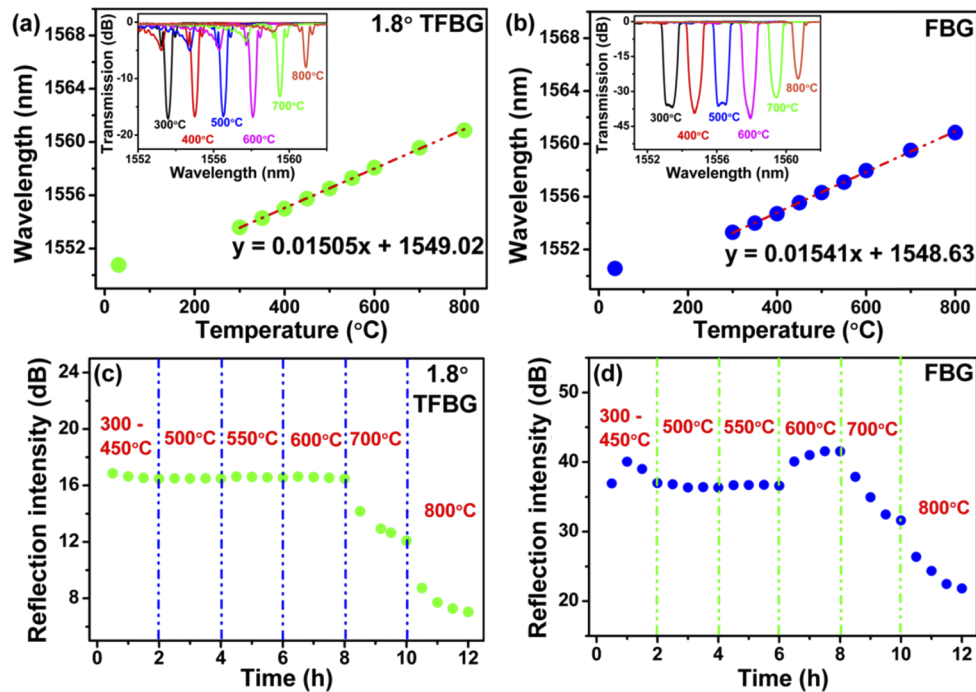 (a)
1.8° TFBG
1568
1564
1560
1556
1552
Wavelength (nm)
0
-10
-20
Transmission (dB)
300°C
400°C
500°C
600°C
700°C
800°C
1552
1556
1560
Wavelength (nm)
y = 0.01505x + 1549.02
0
200
400
600
800
Temperature (°C)
(b)
FBG
1568
1564
1560
1556
1552
Wavelength (nm)
0
-15
-30
-45
Transmission (dB)
300°C
400°C
500°C
600°C
700°C
800°C
1552
1556
1560
Wavelength (nm)
y = 0.01541x + 1548.63
0
200
400
600
800
Temperature (°C)
(c)
1.8°
TFBG
24
20
16
12
8
Reflection intensity (dB)
300 -
450°C
500°C
550°C
600°C
700°C
800°C
0
2
4
6
8
10
12
Time (h)
(d)
FBG
50
40
30
20
Reflection intensity (dB)
300 -
450°C
500°C
550°C
600°C
700°C
800°C
0
2
4
6
8
10
12
Time (h)